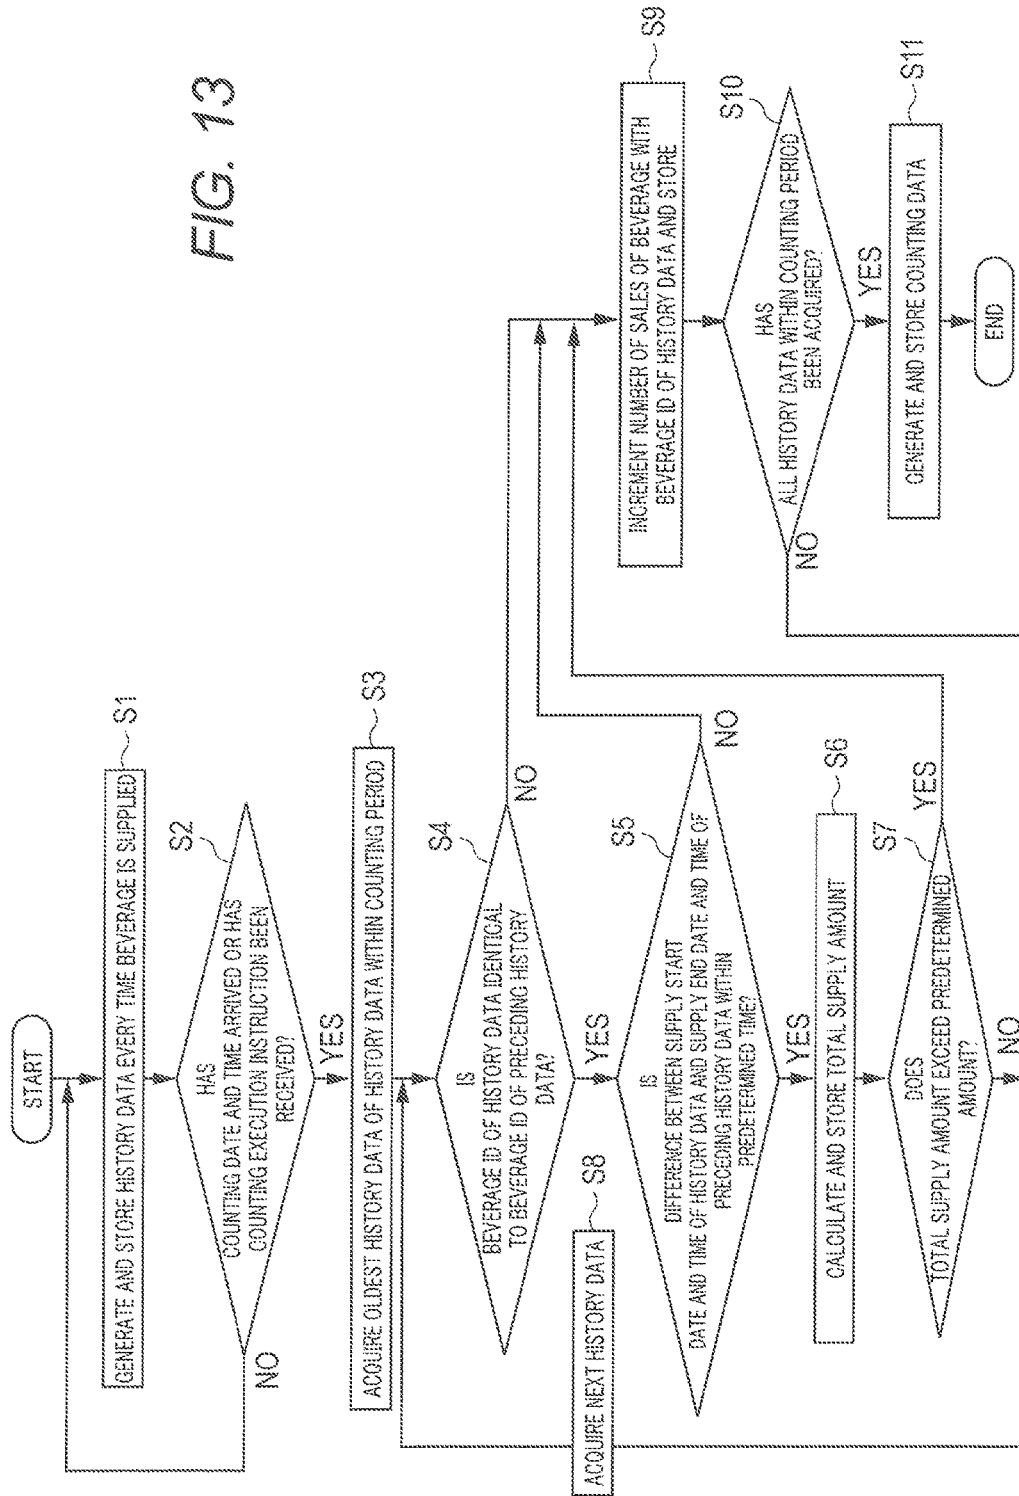 FIG. 13
START
GENERATE AND STORE HISTORY DATA EVERY TIME BEVERAGE IS SUPPLIED
S1
HAS
COUNTING DATE AND TIME ARRIVED OR HAS
COUNTING EXECUTION INSTRUCTION BEEN
RECEIVED?
S2
NO
YES
ACQUIRE OLDEST HISTORY DATA OF HISTORY DATA WITHIN COUNTING PERIOD
S3
IS
BEVERAGE ID OF HISTORY DATA IDENTICAL
TO BEVERAGE ID OF PRECEDING HISTORY
DATA?
S4
NO
YES
ACQUIRE NEXT HISTORY DATA
S8
IS
DIFFERENCE BETWEEN SUPPLY START
DATE AND TIME OF HISTORY DATA AND SUPPLY END DATE AND TIME OF
PRECEDING HISTORY DATA WITHIN
PREDETERMINED TIME?
S5
NO
YES
CALCULATE AND STORE TOTAL SUPPLY AMOUNT
S6
DOES
TOTAL SUPPLY AMOUNT EXCEED PREDETERMINED
AMOUNT?
S7
YES
NO
INCREMENT NUMBER OF SALES OF BEVERAGE WITH
BEVERAGE ID OF HISTORY DATA AND STORE
S9
HAS
ALL HISTORY DATA WITHIN COUNTING PERIOD
BEEN ACQUIRED?
S10
NO
YES
GENERATE AND STORE COUNTING DATA
S11
END